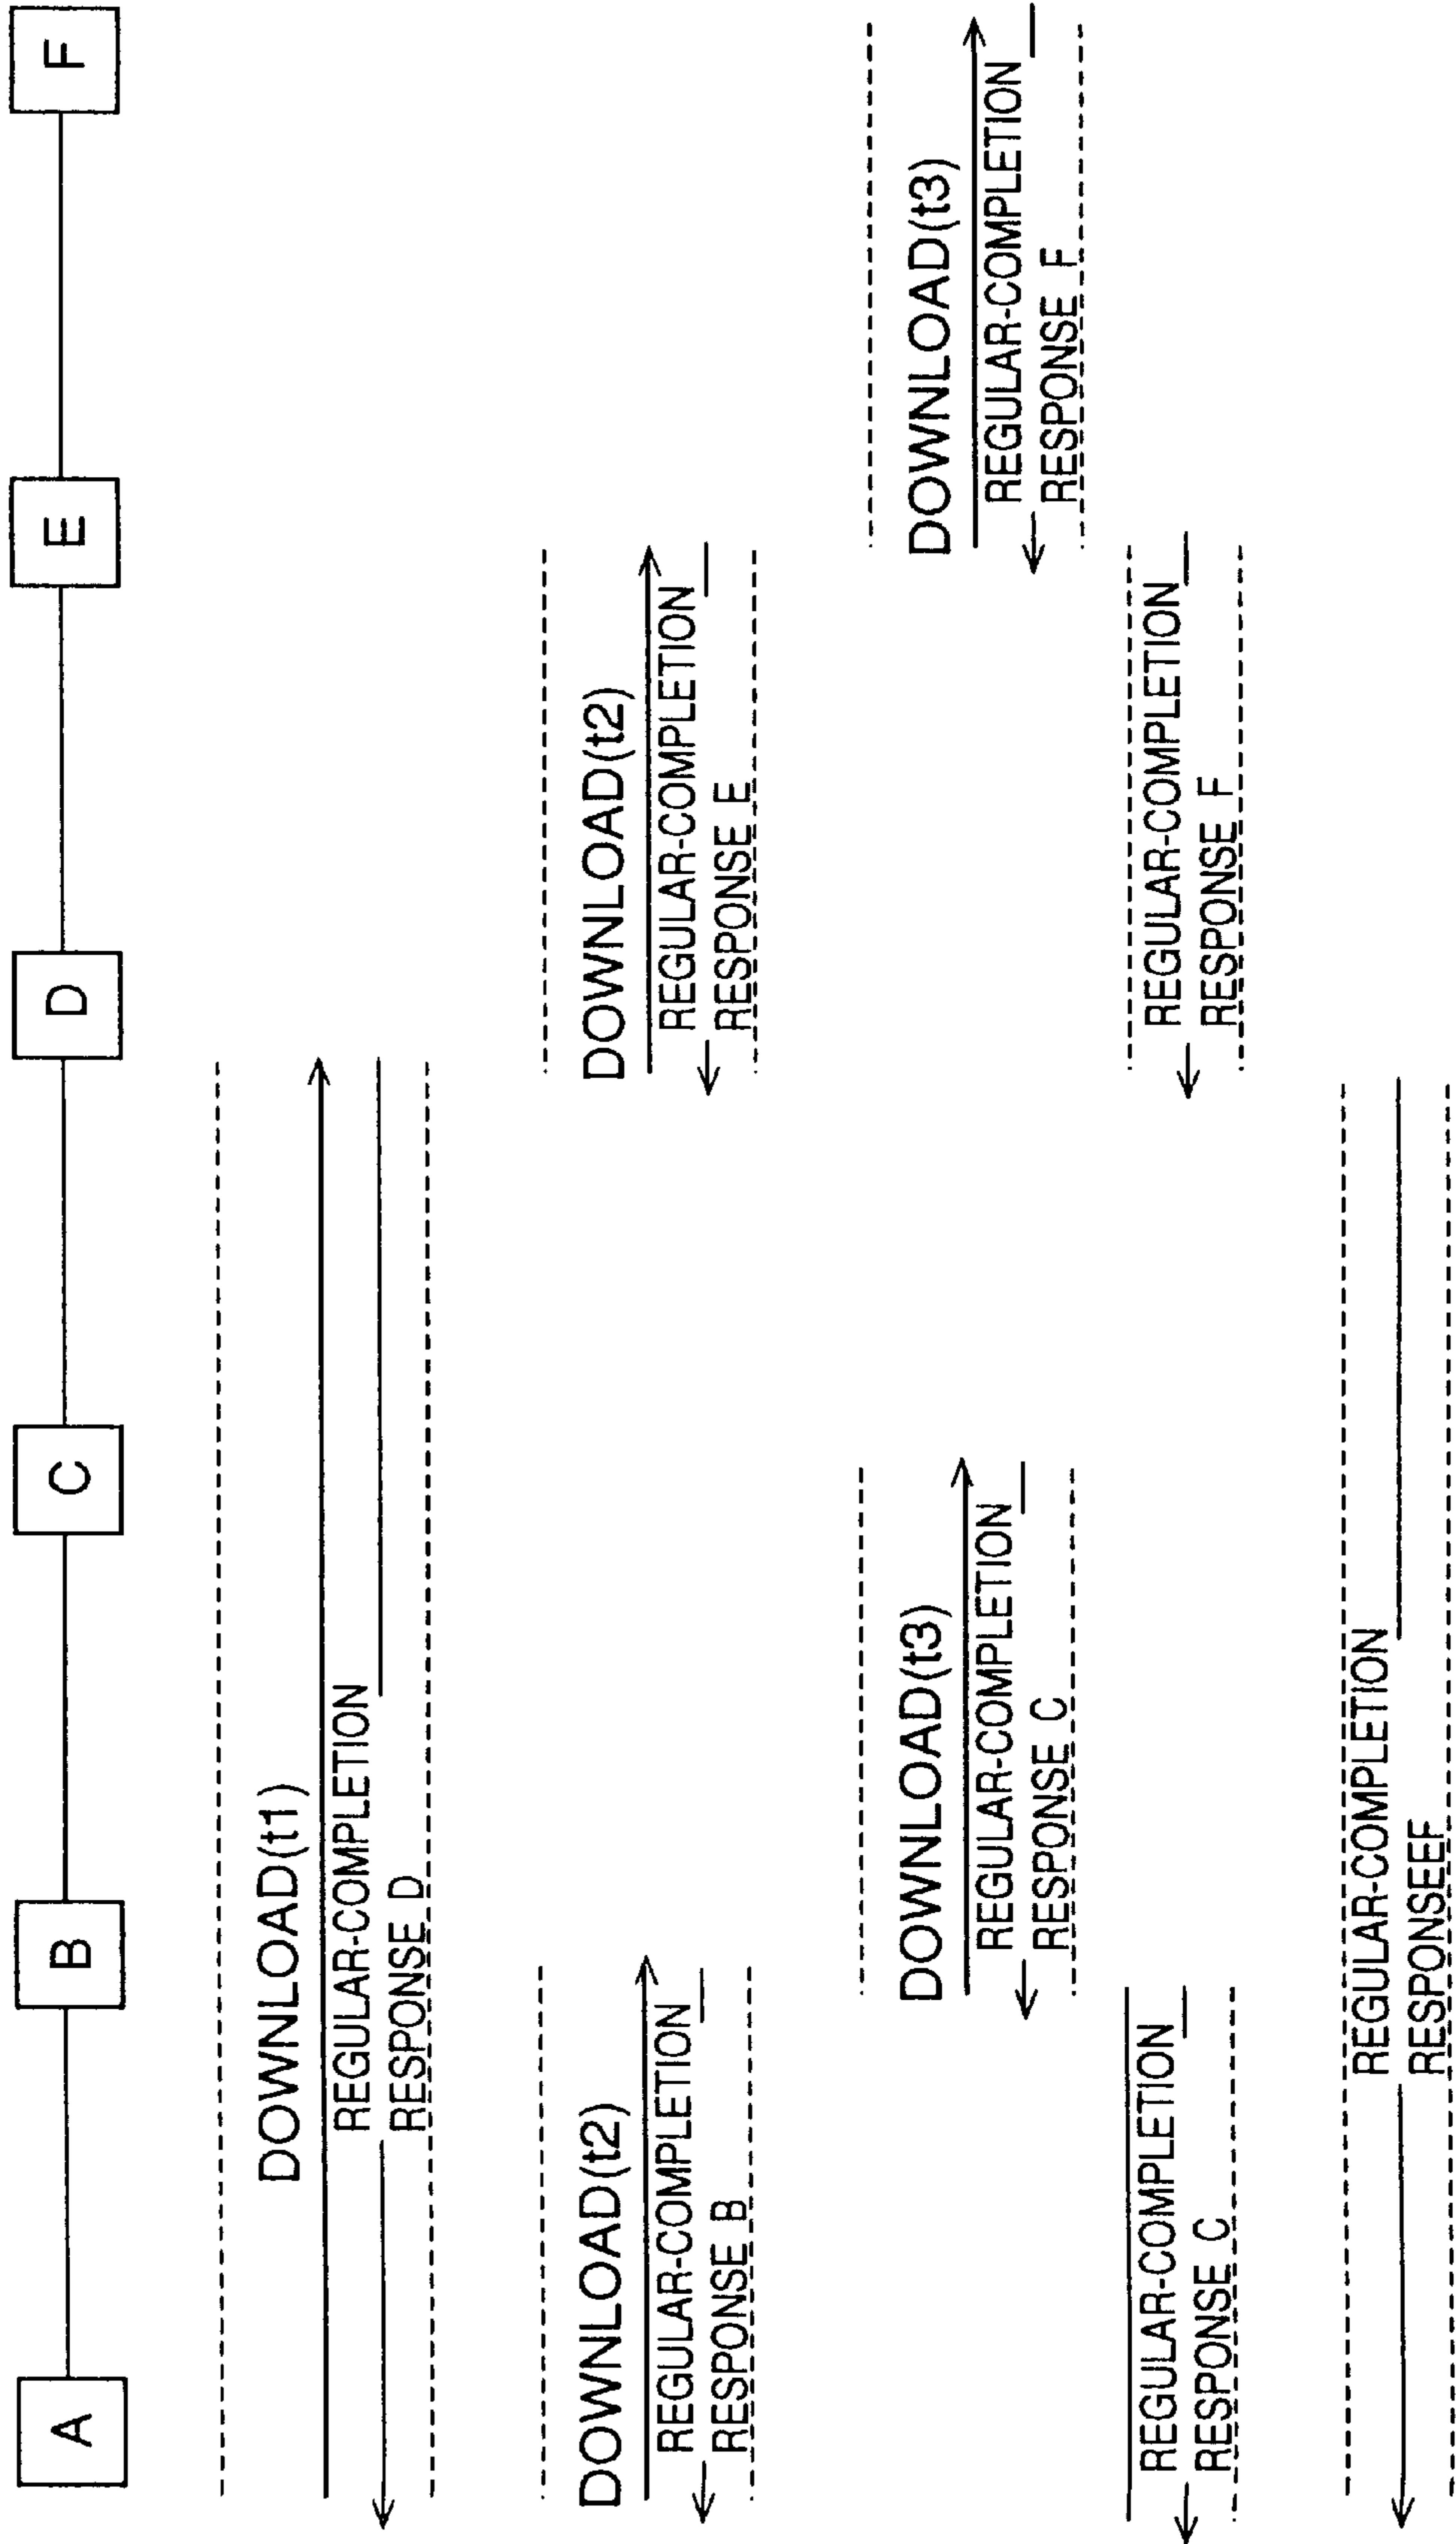 A
B
C
D
E
F
DOWNLOAD(t1)
REGULAR-COMPLETION
RESPONSE D
DOWNLOAD(t2)
REGULAR-COMPLETION
RESPONSE B
DOWNLOAD(t2)
REGULAR-COMPLETION
RESPONSE E
DOWNLOAD(t3)
REGULAR-COMPLETION
RESPONSE C
DOWNLOAD(t3)
REGULAR-COMPLETION
RESPONSE F
REGULAR-COMPLETION
RESPONSE C
REGULAR-COMPLETION
RESPONSE F
REGULAR-COMPLETION
RESPONSEEF